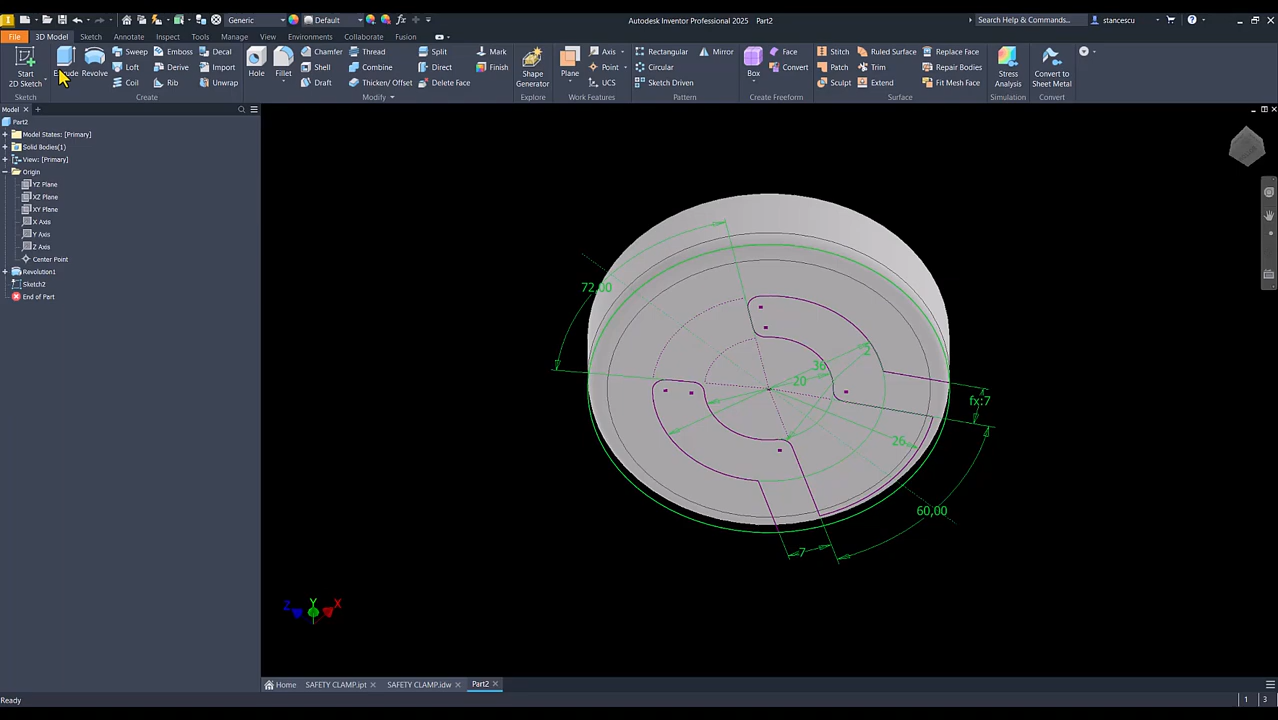 Generic
Default
Autodesk Inventor Professional 2025   Part2
Search Help & Commands...
stancescu
File
3D Model
Sketch
Annotate
Inspect
Tools
Manage
View
Environments
Collaborate
Fusion
Start
2D Sketch
Extrude
Revolve
Sweep
Emboss
Decal
Loft
Derive
Import
Coil
Rib
Unwrap
Hole
Fillet
Chamfer
Thread
Shell
Combine
Draft
Thicken/ Offset
Split
Direct
Delete Face
Mark
Finish
Shape
Generator
Plane
Axis
Point
UCS
Rectangular
Mirror
Circular
Sketch Driven
Box
Face
Convert
Stitch
Ruled Surface
Replace Face
Patch
Trim
Repair Bodies
Sculpt
Extend
Fit Mesh Face
Stress
Analysis
Convert to
Sheet Metal
Sketch
Create
Modify
Explore
Work Features
Pattern
Create Freeform
Surface
Simulation
Convert
Model
Part2
Model States: [Primary]
Solid Bodies(1)
View: [Primary]
Origin
YZ Plane
XZ Plane
XY Plane
X Axis
Y Axis
Z Axis
Center Point
Revolution1
Sketch2
End of Part
72,00
2
36
20
fx:7
26
60,00
7
Z
Y
X
Home
SAFETY CLAMP.ipt
SAFETY CLAMP.idw
Part2
Ready
1
3